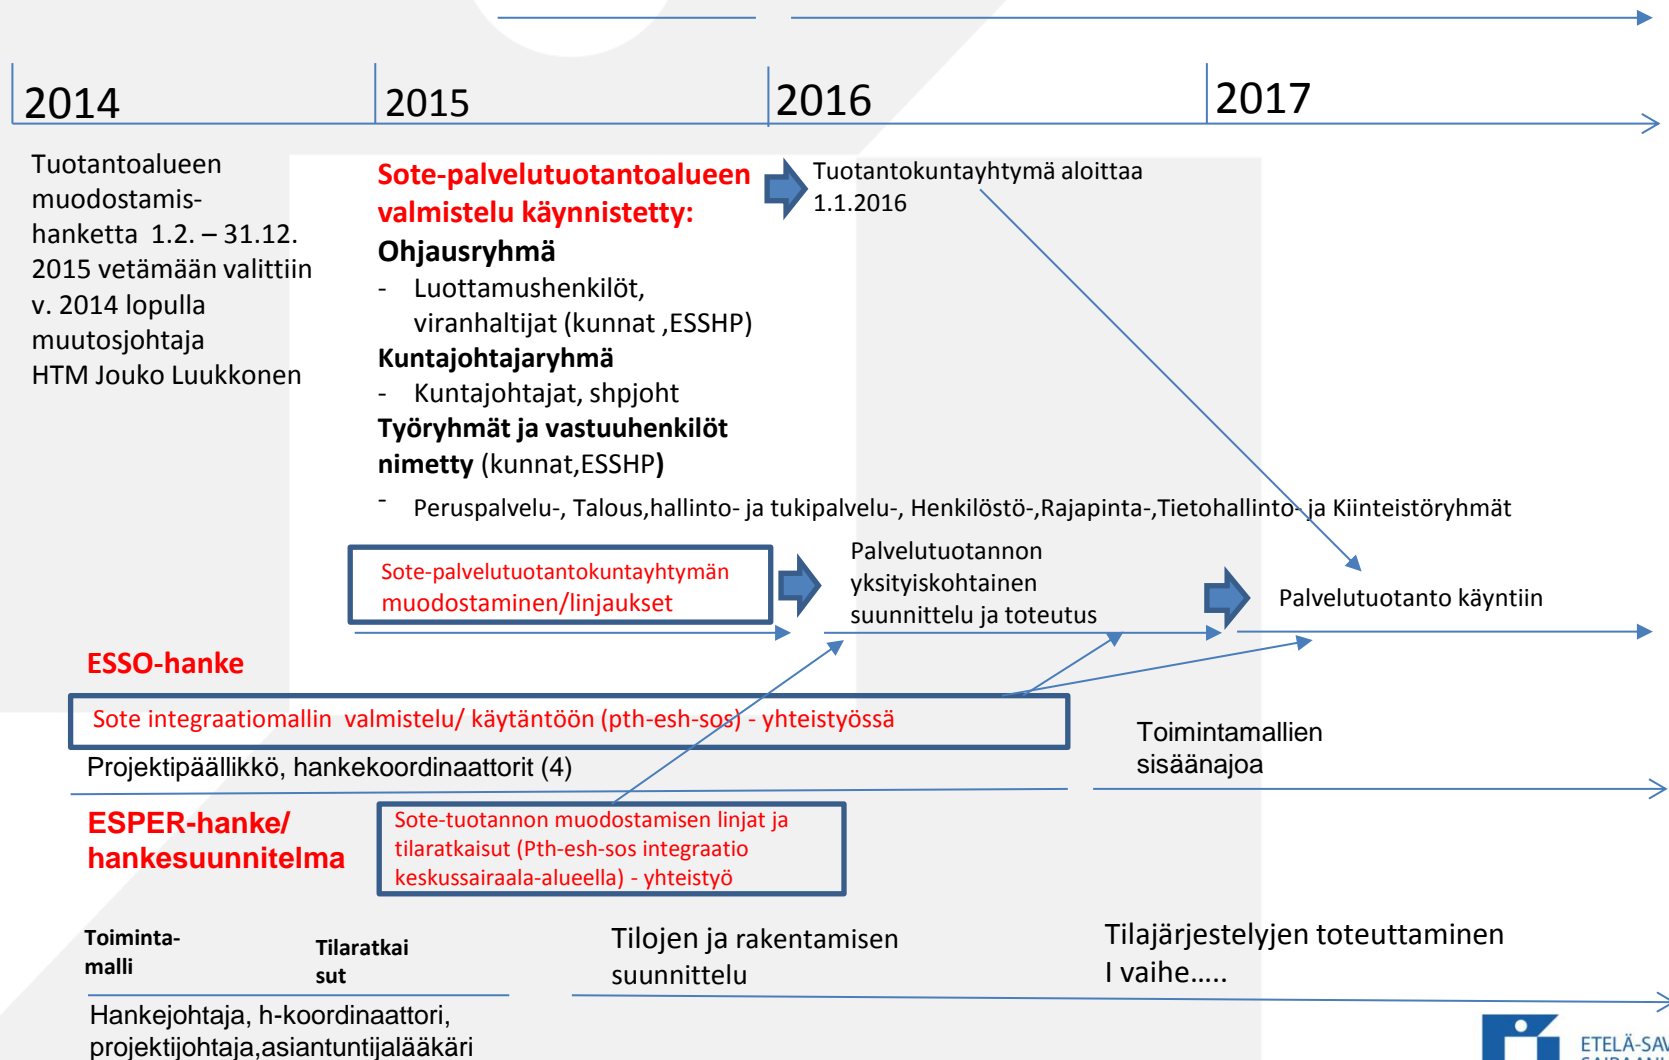 2014
2015
2016
2017
Tuotantoalueen
muodostamis-
hanketta 1.2. – 31.12.
2015 vetämään valittiin
v. 2014 lopulla
muutosjohtaja
HTM Jouko Luukkonen
Sote-palvelutuotantoalueen
valmistelu käynnistetty:
Ohjausryhmä
- Luottamushenkilöt,
viranhaltijat (kunnat ,ESSHP)
Kuntajohtajaryhmä
- Kuntajohtajat, shpjoht
Työryhmät ja vastuuhenkilöt
nimetty (kunnat,ESSHP)
- Peruspalvelu-, Talous,hallinto- ja tukipalvelu-, Henkilöstö-,Rajapinta-,Tietohallinto- ja Kiinteistöryhmät
Tuotantokuntayhtymä aloittaa
1.1.2016
Sote-palvelutuotantokuntayhtymän
muodostaminen/linjaukset
Palvelutuotannon
yksityiskohtainen
suunnittelu ja toteutus
Palvelutuotanto käyntiin
ESSO-hanke
Sote integraatiomallin valmistelu/ käytäntöön (pth-esh-sos) - yhteistyössä
Projektipäällikkö, hankekoordinaattorit (4)
Toimintamallien
sisäänajoa
ESPER-hanke/
hankesuunnitelma
Sote-tuotannon muodostamisen linjat ja
tilaratkaisut (Pth-esh-sos integraatio
keskussairaala-alueella) - yhteistyö
Toiminta-
malli
Tilaratkai
sut
Tilojen ja rakentamisen
suunnittelu
Tilajärjestelyjen toteuttaminen
I vaihe.....
Hankejohtaja, h-koordinaattori,
projektijohtaja,asiantuntijalääkäri